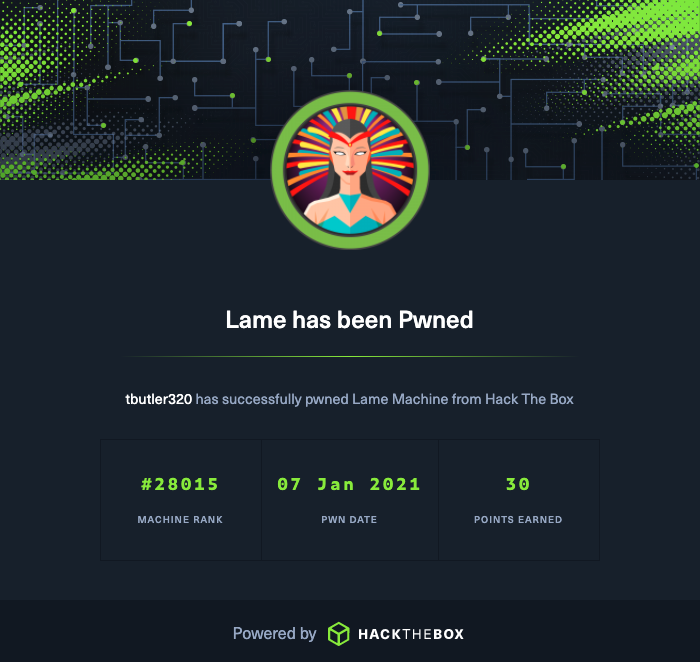 Lame has been Pwned
tbutler320 has successfully pwned Lame Machine from Hack The Box
#28015 07 Jan 2021 30
MACHINE RANK PWN DATE POINTS EARNED
Powered by HACKTHEBOX